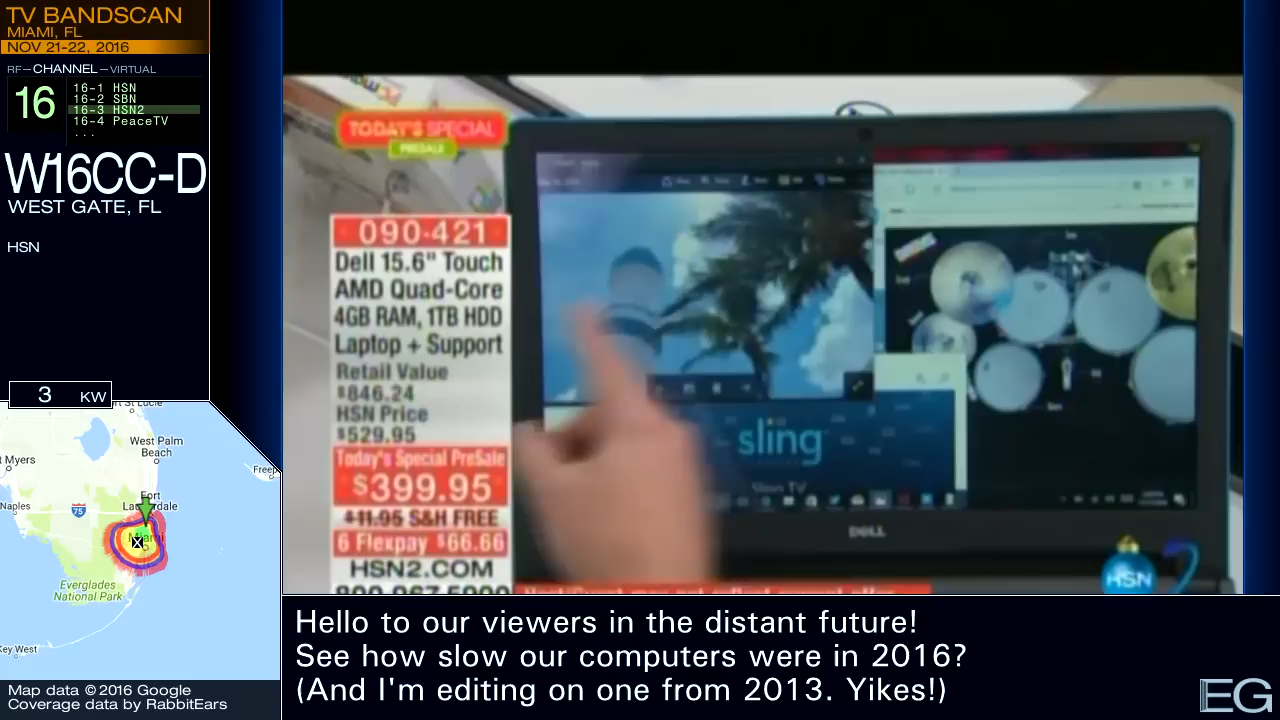 TV BANDSCAN
MIAMI, FL
NOV 21-22, 2016
RF—CHANNEL—VIRTUAL
16
16-1 HSN
16-2 SBN
16-3 HSN2
16-4 PeaceTV
...
W16CC-D
WEST GATE, FL
HSN
3 KW
Port St Lucie
West Palm
Beach
Freep
t Myers
Naples
75
Fort
Lauderdale
Miami
Everglades
National Park
Key West
Map data ©2016 Google
Coverage data by RabbitEars
TODAY'S SPECIAL
PRESALE
090-421
Dell 15.6" Touch
AMD Quad-Core
4GB RAM, 1TB HDD
Laptop + Support
Retail Value
$846.24
HSN Price
$529.95
Today's Special PreSale
$399.95
$11.95 S&H FREE
6 Flexpay $66.66
HSN2.COM
sling
DELL
HSN 2
Hello to our viewers in the distant future!
See how slow our computers were in 2016?
(And I'm editing on one from 2013. Yikes!)
EG